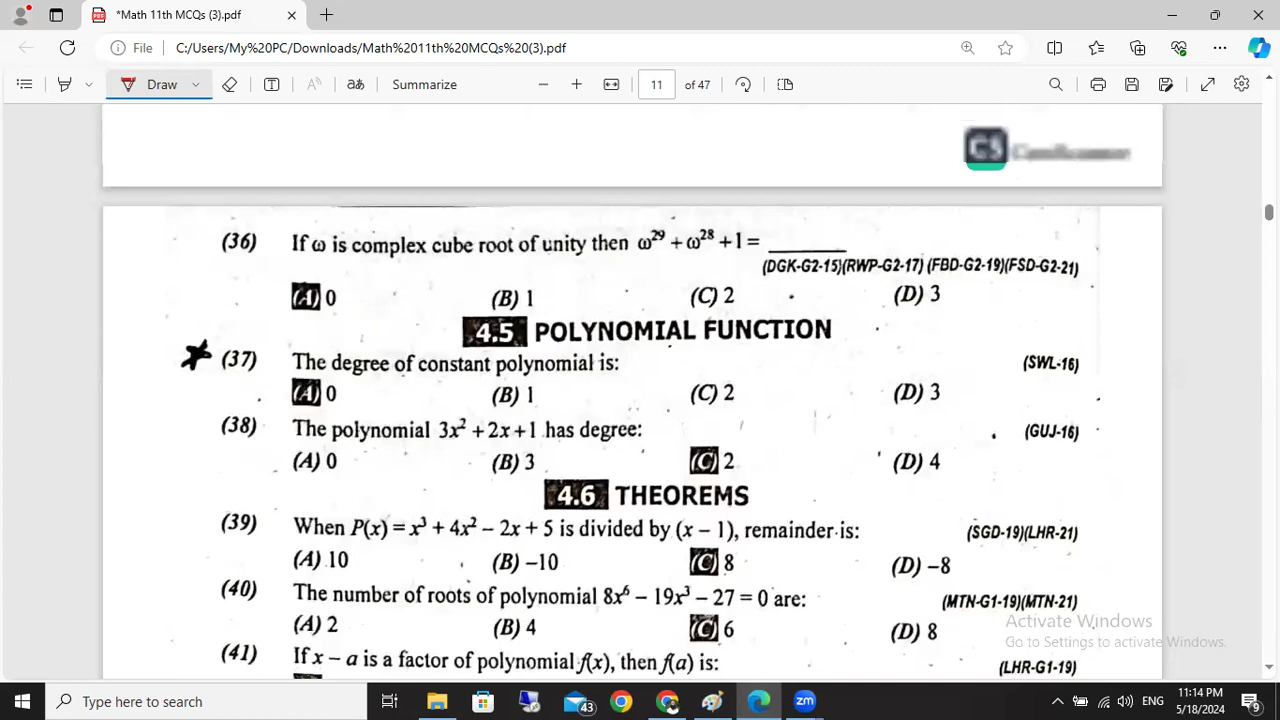 *Math 11th MCQs (3).pdf
File C:/Users/My%20PC/Downloads/Math%2011th%20MCQs%20(3).pdf
Draw aあ Summarize 11 of 47
CS
(36) If ω is complex cube root of unity then ω²⁹ + ω²⁸ + 1 = ________
(DGK-G2-15)(RWP-G2-17) (FBD-G2-19)(FSD-G2-21)
(A) 0 (B) 1 (C) 2 (D) 3
4.5 POLYNOMIAL FUNCTION
(37) The degree of constant polynomial is: (SWL-16)
(A) 0 (B) 1 (C) 2 (D) 3
(38) The polynomial 3x² + 2x + 1 has degree: (GUJ-16)
(A) 0 (B) 3 (C) 2 (D) 4
4.6 THEOREMS
(39) When P(x) = x³ + 4x² – 2x + 5 is divided by (x – 1), remainder is: (SGD-19)(LHR-21)
(A) 10 (B) –10 (C) 8 (D) –8
(40) The number of roots of polynomial 8x⁶ – 19x³ – 27 = 0 are: (MTN-G1-19)(MTN-21)
(A) 2 (B) 4 (C) 6 (D) 8
Activate Windows
Go to Settings to activate Windows.
(41) If x – a is a factor of polynomial f(x), then f(a) is: (LHR-G1-19)
Type here to search 43 zm ENG 11:14 PM 5/18/2024 9